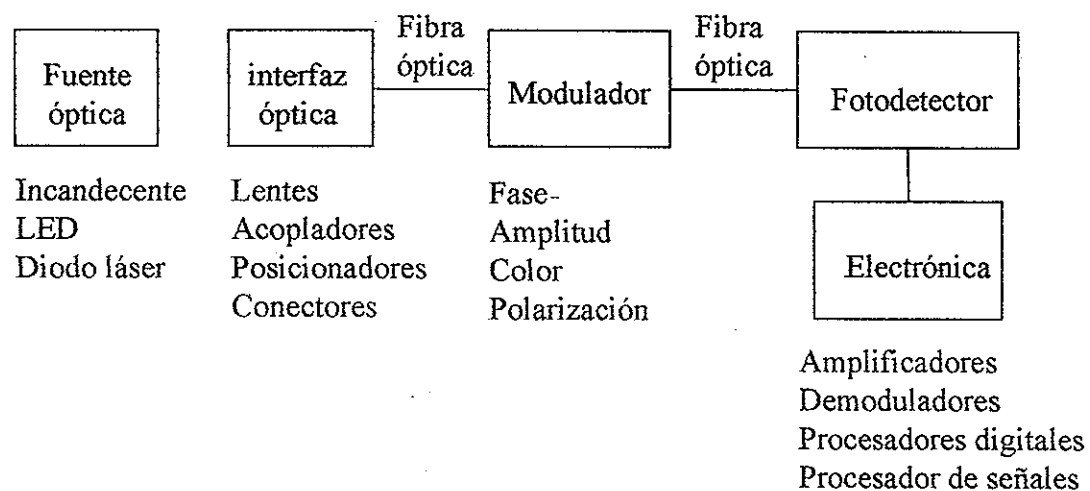 Fuente
óptica
Incandecente
LED
Diodo láser
interfaz
óptica
Lentes
Acopladores
Posicionadores
Conectores
Fibra
óptica
Modulador
Fase-
Amplitud
Color
Polarización
Fibra
óptica
Fotodetector
Electrónica
Amplificadores
Demoduladores
Procesadores digitales
Procesador de señales